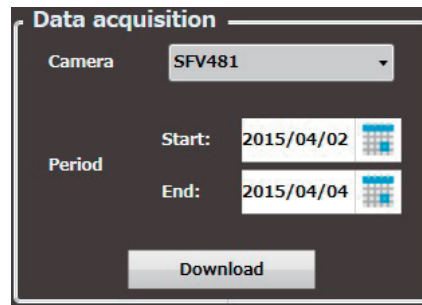 Data acquisition
Camera SFV481
Start: 2015/04/02
Period
End: 2015/04/04
Download